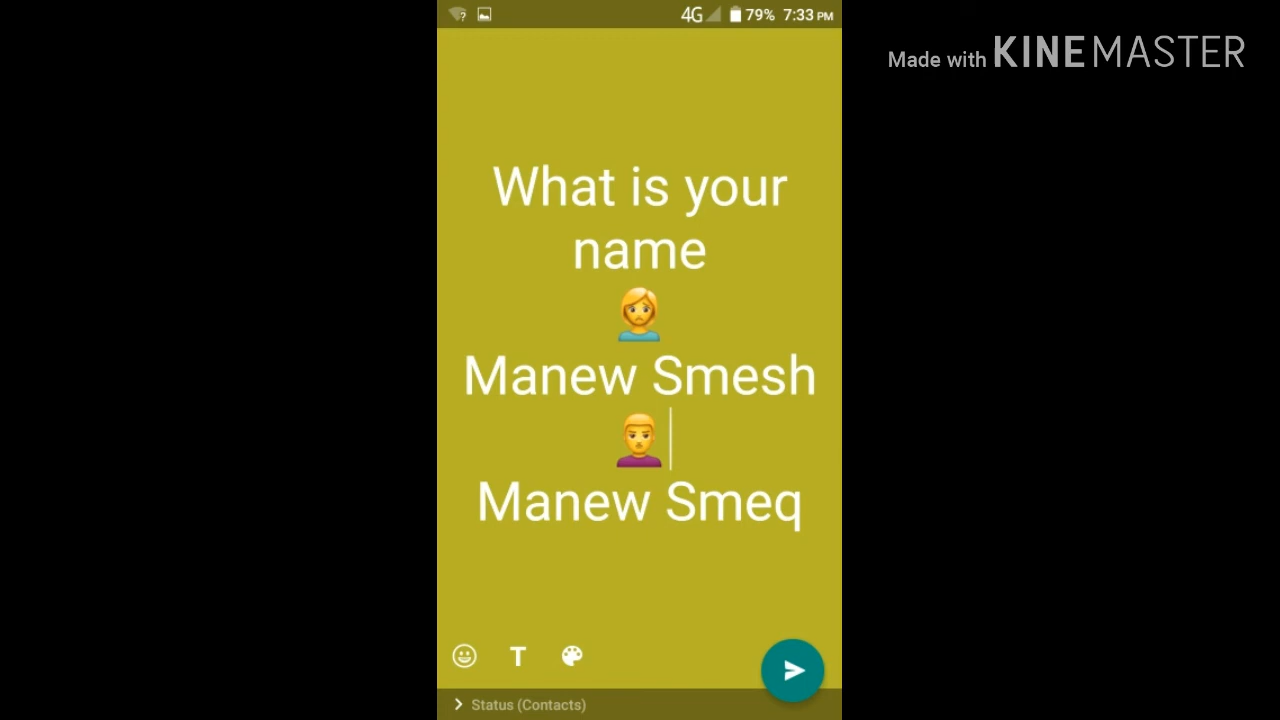 4G 79% 7:33 PM
Made with KINEMASTER
What is your
name
Manew Smesh
Manew Smeq
T
Status (Contacts)